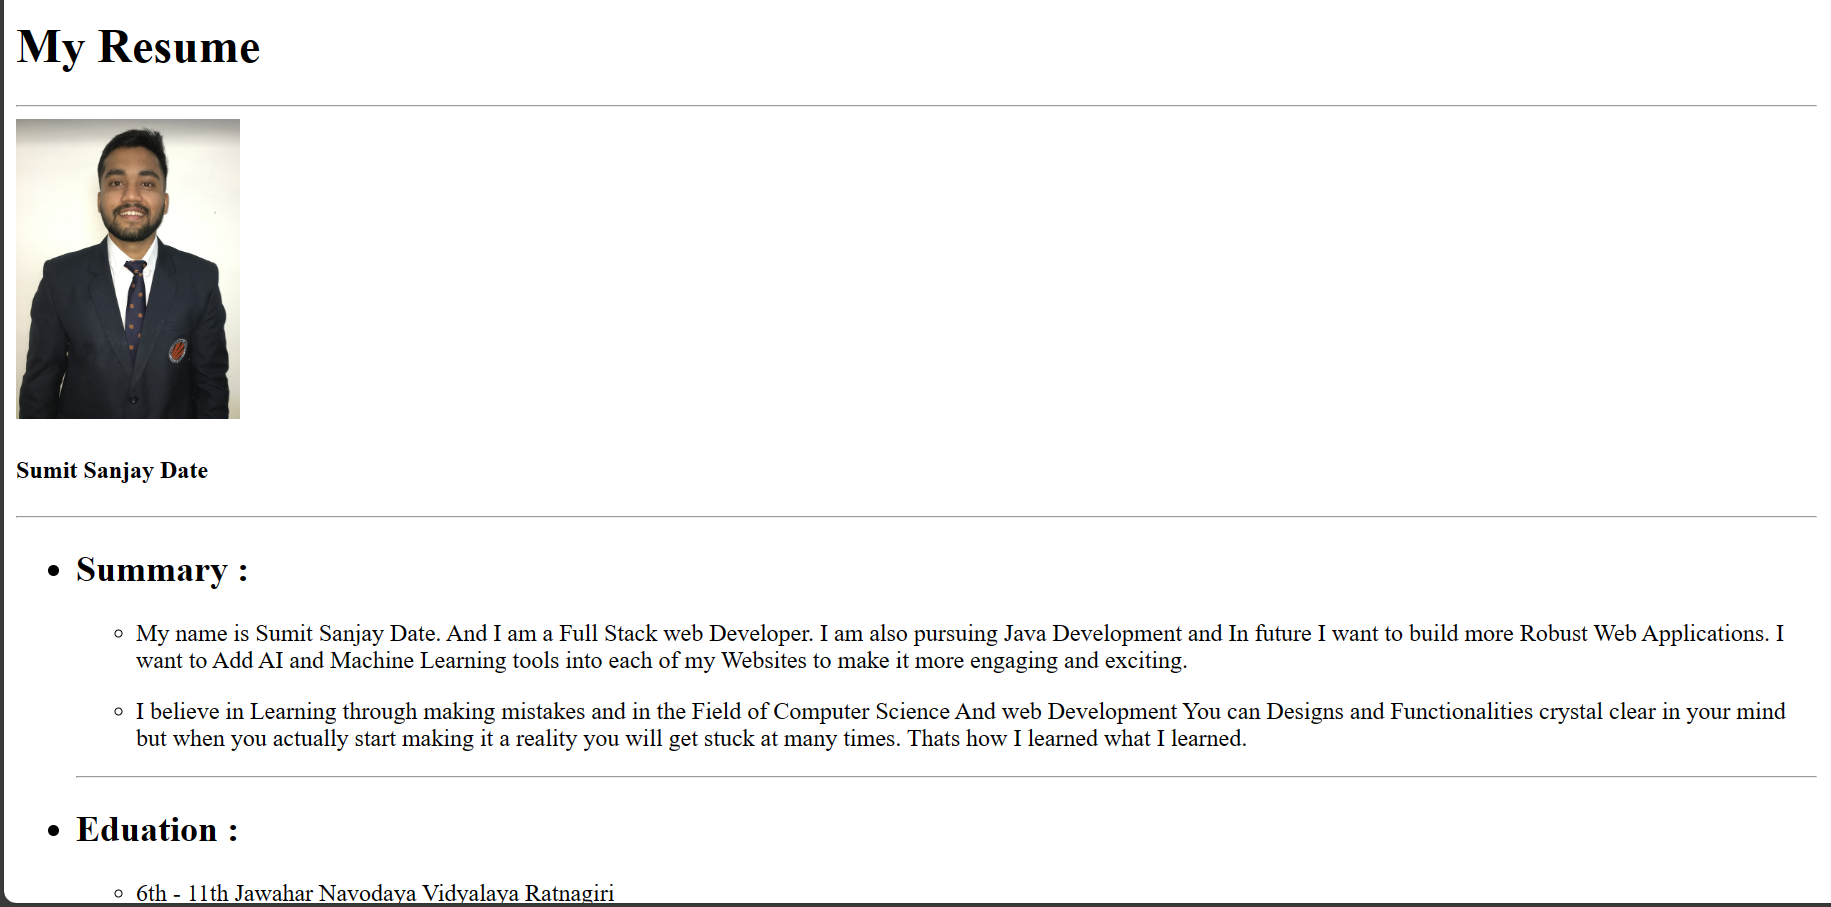 My Resume
Sumit Sanjay Date
Summary :
My name is Sumit Sanjay Date. And I am a Full Stack web Developer. I am also pursuing Java Development and In future I want to build more Robust Web Applications. I
want to Add AI and Machine Learning tools into each of my Websites to make it more engaging and exciting.
I believe in Learning through making mistakes and in the Field of Computer Science And web Development You can Designs and Functionalities crystal clear in your mind
but when you actually start making it a reality you will get stuck at many times. Thats how I learned what I learned.
Eduation :
6th - 11th Jawahar Navodaya Vidyalaya Ratnagiri